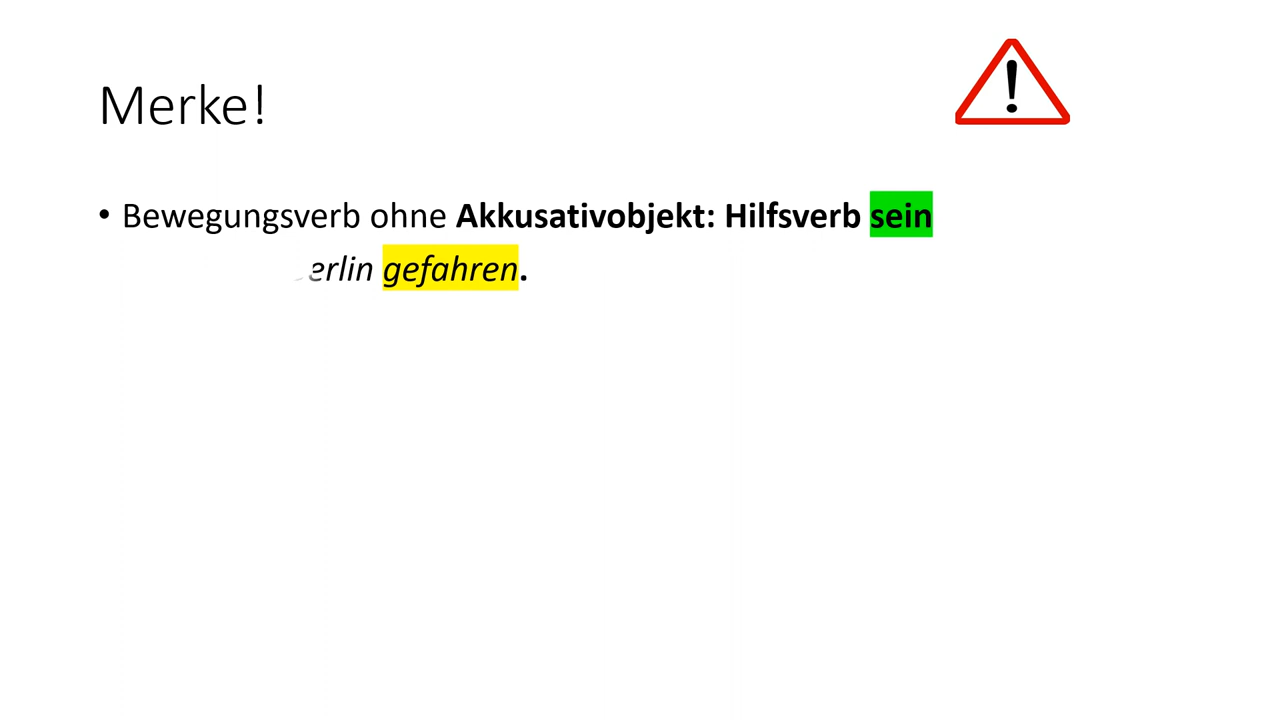 Merke!
• Bewegungsverb ohne Akkusativobjekt: Hilfsverb sein
erlin gefahren.